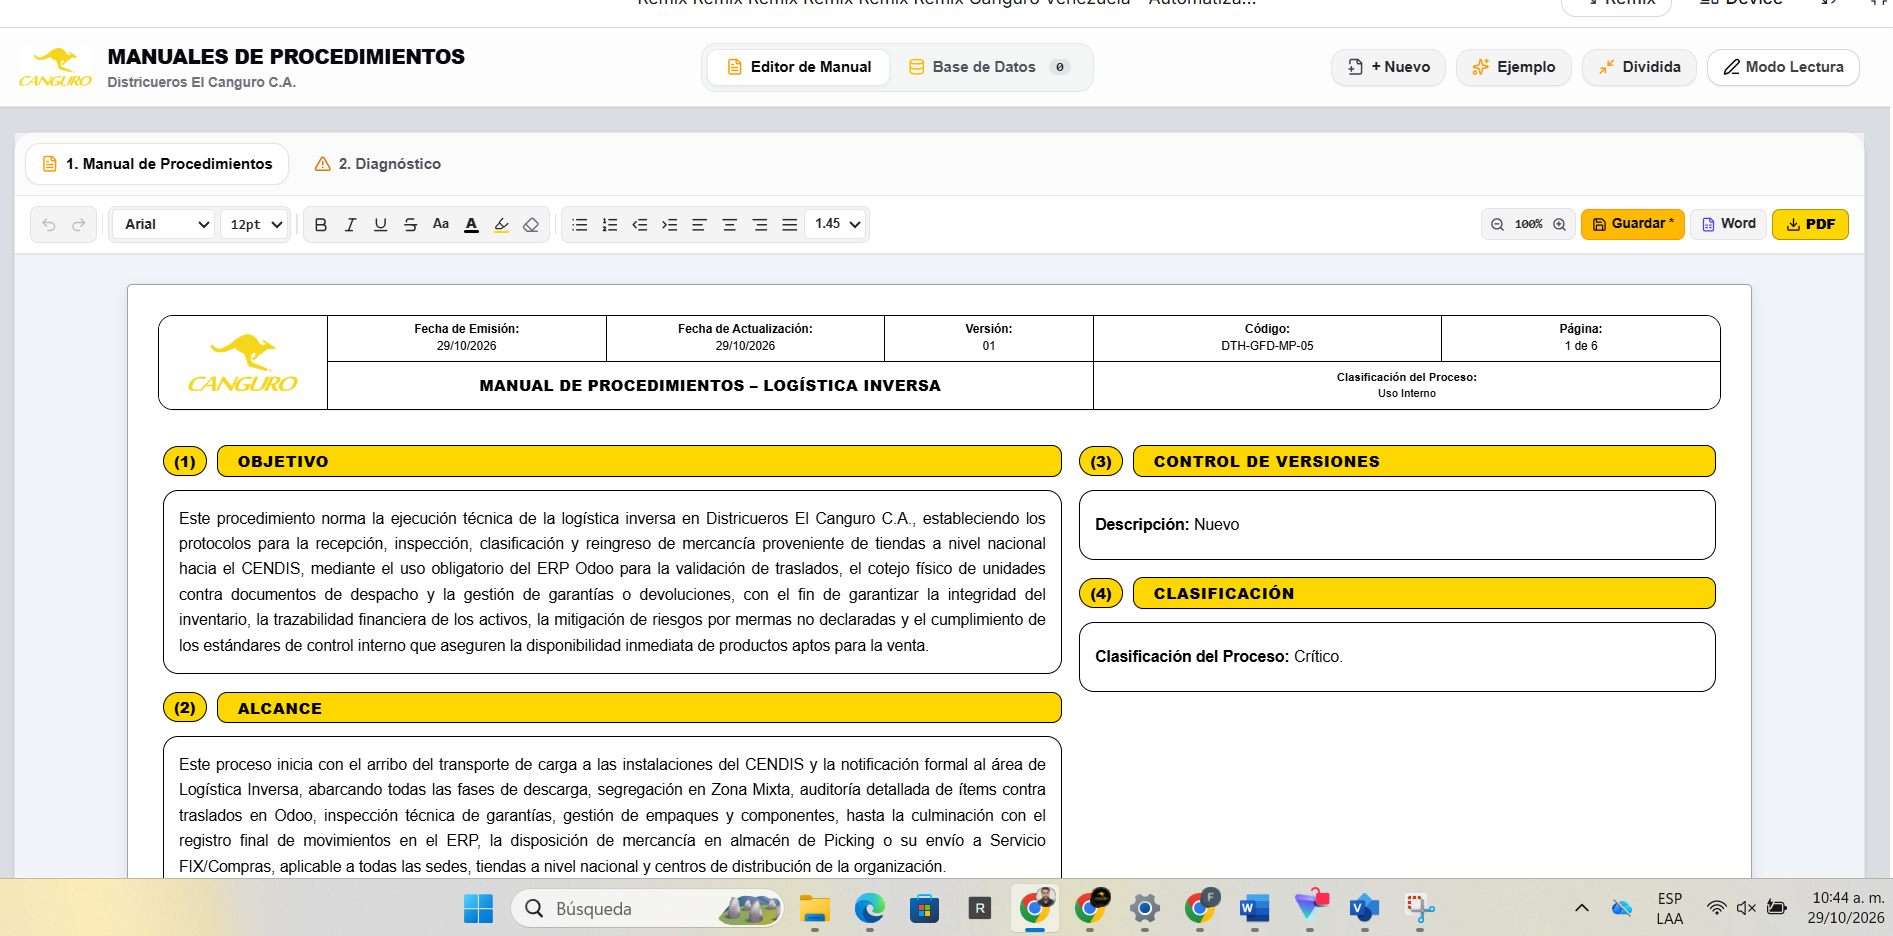 Remix Remix Remix Remix Remix Remix Canguro Venezuela - Automatiza...
Remix
Device
CANGURO
MANUALES DE PROCEDIMIENTOS
Districueros El Canguro C.A.
Editor de Manual
Base de Datos 0
+ Nuevo
Ejemplo
Dividida
Modo Lectura
1. Manual de Procedimientos
2. Diagnóstico
Arial
12pt
B I U S Aa A
1.45
100%
Guardar *
Word
PDF
CANGURO
Fecha de Emisión:
29/10/2026
Fecha de Actualización:
29/10/2026
Versión:
01
Código:
DTH-GFD-MP-05
Página:
1 de 6
MANUAL DE PROCEDIMIENTOS – LOGÍSTICA INVERSA
Clasificación del Proceso:
Uso Interno
(1) OBJETIVO
Este procedimiento norma la ejecución técnica de la logística inversa en Districueros El Canguro C.A., estableciendo los
protocolos para la recepción, inspección, clasificación y reingreso de mercancía proveniente de tiendas a nivel nacional
hacia el CENDIS, mediante el uso obligatorio del ERP Odoo para la validación de traslados, el cotejo físico de unidades
contra documentos de despacho y la gestión de garantías o devoluciones, con el fin de garantizar la integridad del
inventario, la trazabilidad financiera de los activos, la mitigación de riesgos por mermas no declaradas y el cumplimiento de
los estándares de control interno que aseguren la disponibilidad inmediata de productos aptos para la venta.
(2) ALCANCE
Este proceso inicia con el arribo del transporte de carga a las instalaciones del CENDIS y la notificación formal al área de
Logística Inversa, abarcando todas las fases de descarga, segregación en Zona Mixta, auditoría detallada de ítems contra
traslados en Odoo, inspección técnica de garantías, gestión de empaques y componentes, hasta la culminación con el
registro final de movimientos en el ERP, la disposición de mercancía en almacén de Picking o su envío a Servicio
FIX/Compras, aplicable a todas las sedes, tiendas a nivel nacional y centros de distribución de la organización.
(3) CONTROL DE VERSIONES
Descripción: Nuevo
(4) CLASIFICACIÓN
Clasificación del Proceso: Crítico.
Búsqueda
R
F
W
V
ESP
LAA
10:44 a. m.
29/10/2026